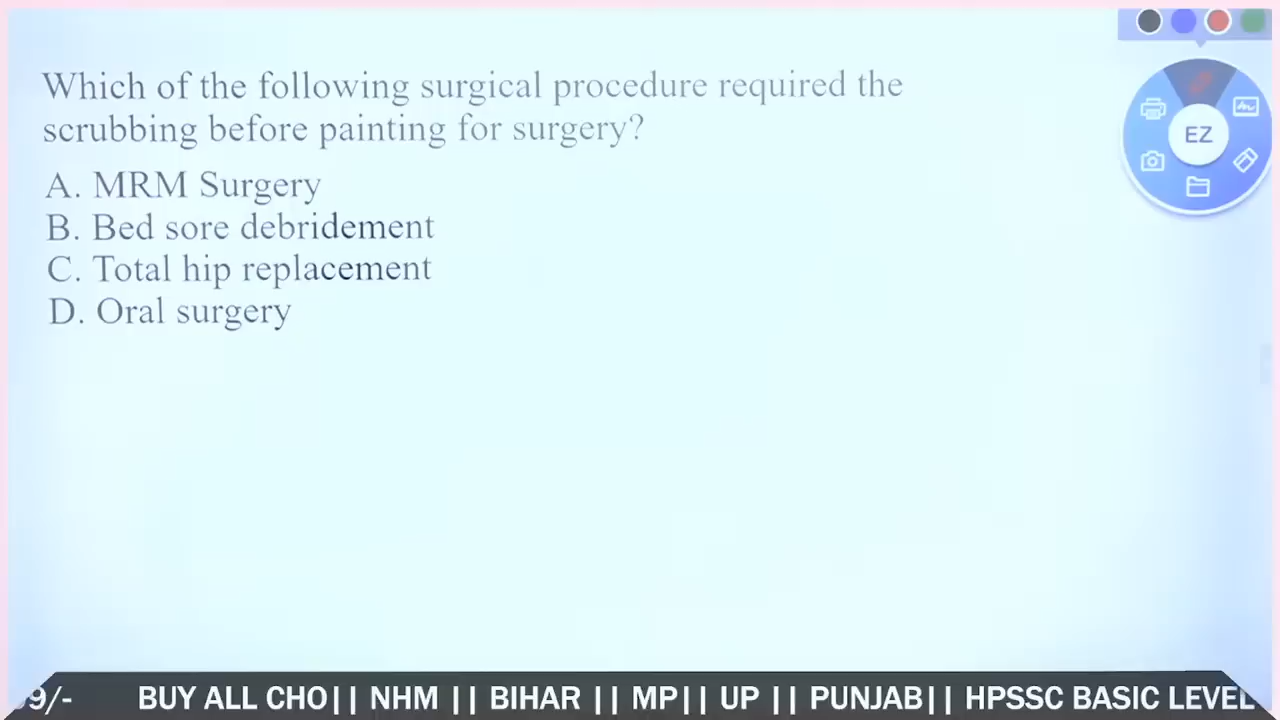 Which of the following surgical procedure required the
scrubbing before painting for surgery?
A. MRM Surgery
B. Bed sore debridement
C. Total hip replacement
D. Oral surgery
EZ
9/- BUY ALL CHO|| NHM || BIHAR || MP|| UP || PUNJAB|| HPSSC BASIC LEVEL